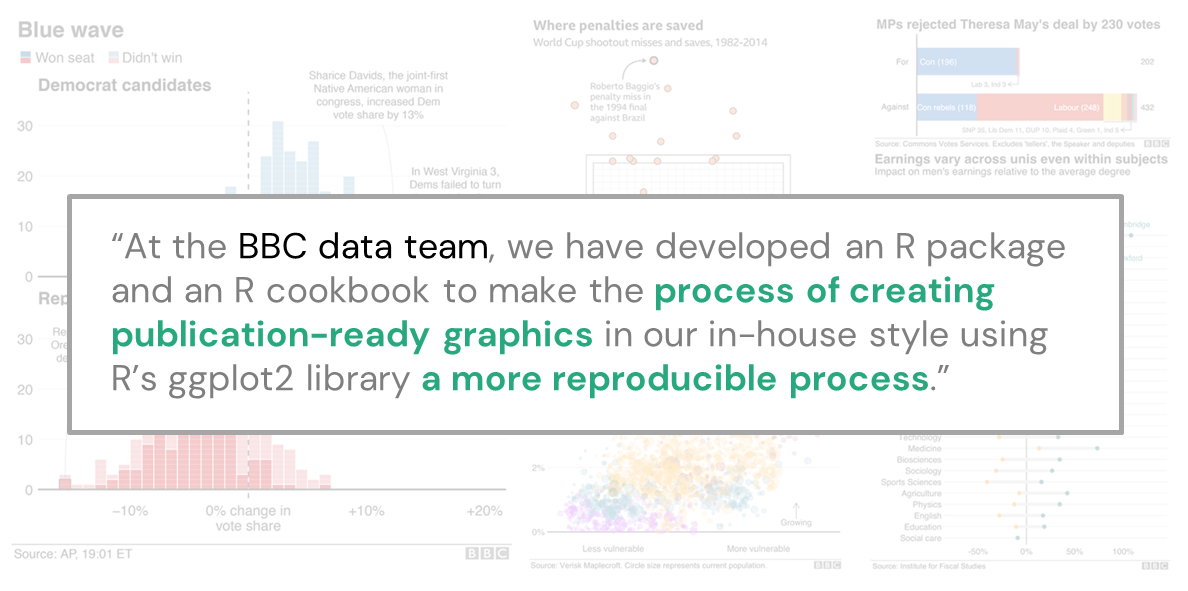 Blue wave
Won seat Didn't win
Democrat candidates
Sharice Davids, the joint-first
Native American woman in
congress, increased Dem
vote share by 13%
30
In West Virginia 3,
Dems failed to turn
20
10
0
Rep
Re
Ore
de
30
20
10
0
−10%
0% change in
vote share
+10%
+20%
Source: AP, 19:01 ET
BBC
Where penalties are saved
World Cup shootout misses and saves, 1982-2014
Roberto Baggio's
penalty miss in
the 1994 final
against Brazil
MPs rejected Theresa May's deal by 230 votes
For
Con (196)
202
Lab 3, Ind 3
Against
Con rebels (118)
Labour (248)
432
SNP 35, Lib Dem 11, DUP 10, Plaid 4, Green 1, Ind 5
Source: Commons Votes Services. Excludes 'tellers', the Speaker and deputies
BBC
Earnings vary across unis even within subjects
Impact on men's earnings relative to the average degree
mbridge
xford
“At the BBC data team, we have developed an R package
and an R cookbook to make the process of creating
publication-ready graphics in our in-house style using
R’s ggplot2 library a more reproducible process.”
2%
0%
Growing
Less vulnerable
More vulnerable
Source: Verisk Maplecroft. Circle size represents current population.
BBC
Technology
Medicine
Biosciences
Sociology
Sports Sciences
Agriculture
Physics
English
Education
Social care
-50%
0%
50%
100%
Source: Institute for Fiscal Studies
BBC